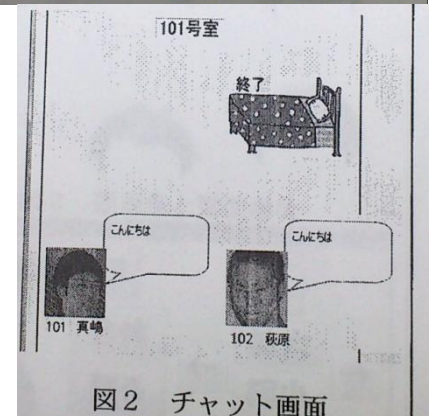 101号室
終了
こんにちは
こんにちは
101 真嶋
102 萩原
図2 チャット画面